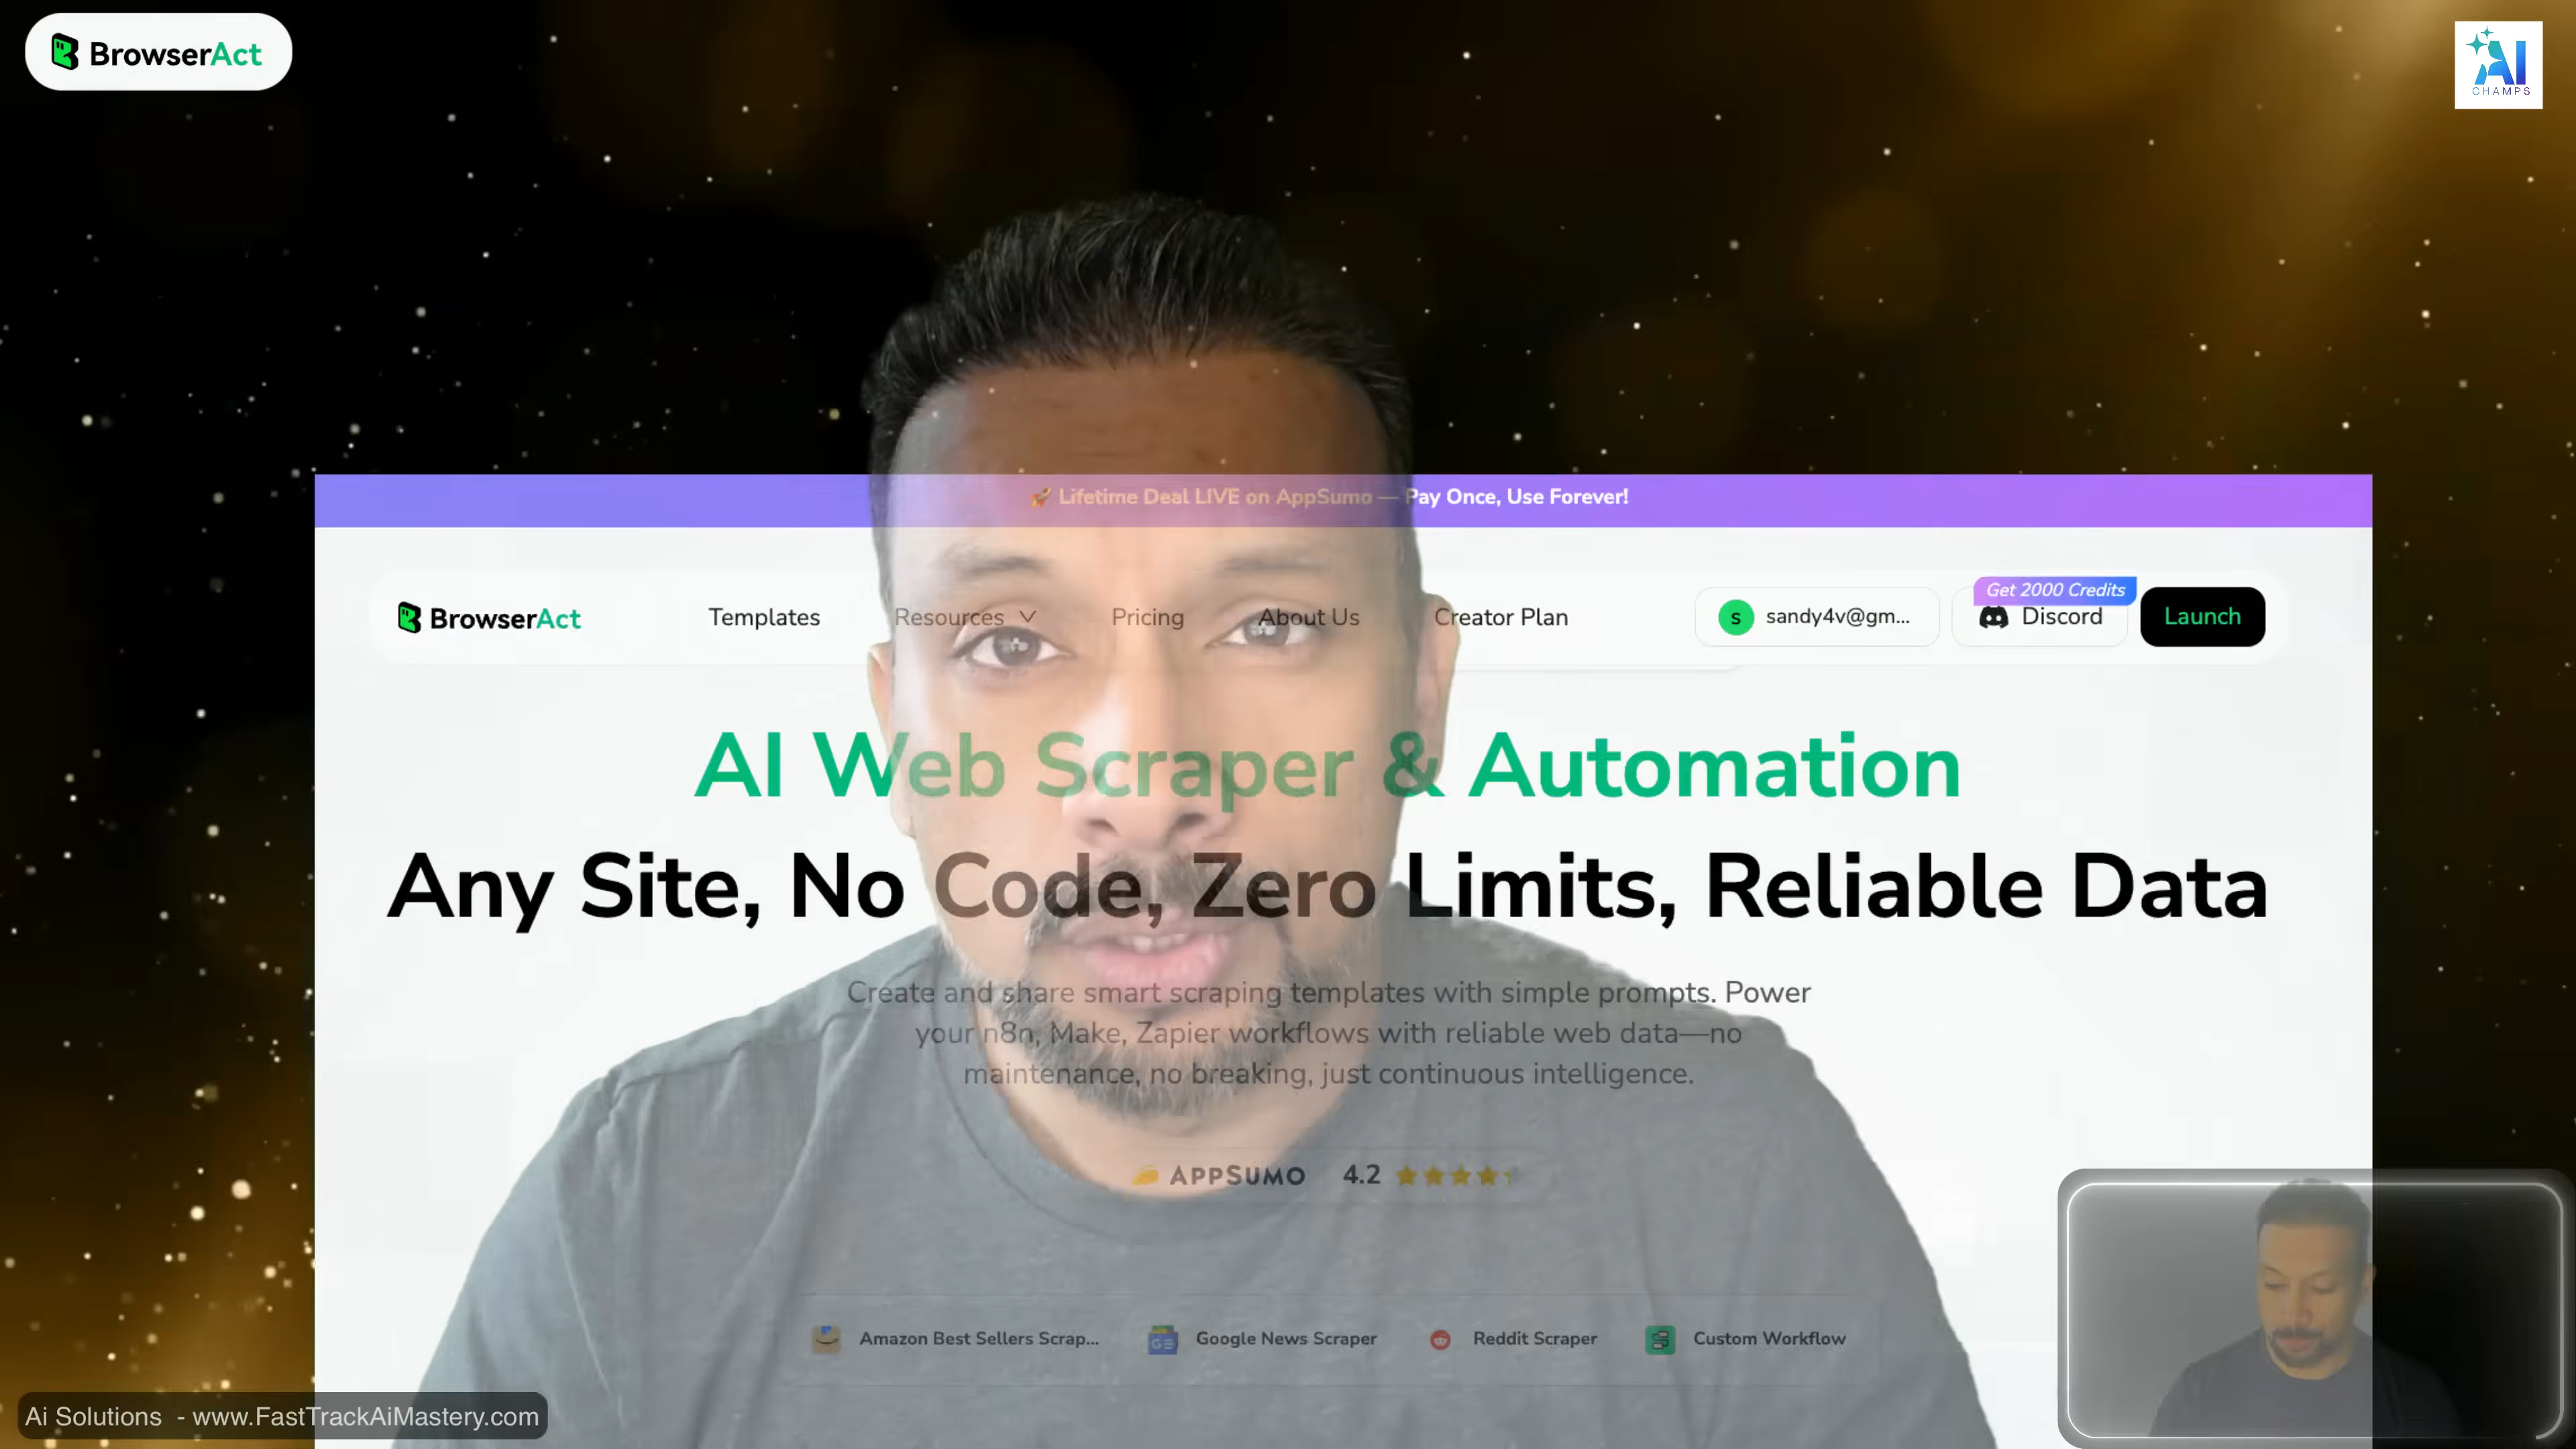 BrowserAct
AI
CHAMPS
🚀 Lifetime Deal LIVE on AppSumo — Pay Once, Use Forever!
BrowserAct
Templates
Resources
Pricing
About Us
Creator Plan
s
sandy4v@gm...
Get 2000 Credits
Discord
Launch
AI Web Scraper & Automation
Any Site, No Code, Zero Limits, Reliable Data
Create and share smart scraping templates with simple prompts. Power
your n8n, Make, Zapier workflows with reliable web data—no
maintenance, no breaking, just continuous intelligence.
APPSUMO 4.2
Amazon Best Sellers Scrap...
Google News Scraper
Reddit Scraper
Custom Workflow
Ai Solutions - www.FastTrackAiMastery.com